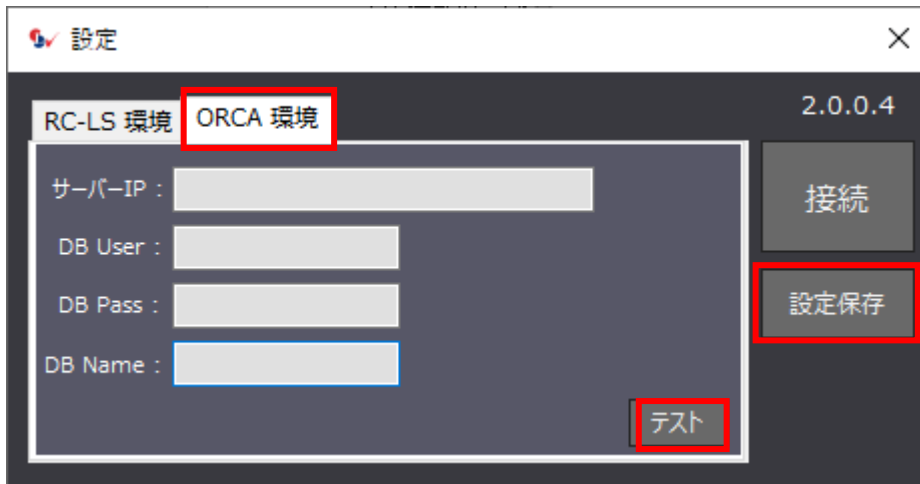 設定
RC-LS 環境
ORCA 環境
2.0.0.4
サーバーIP :
接続
DB User :
DB Pass :
設定保存
DB Name :
テスト